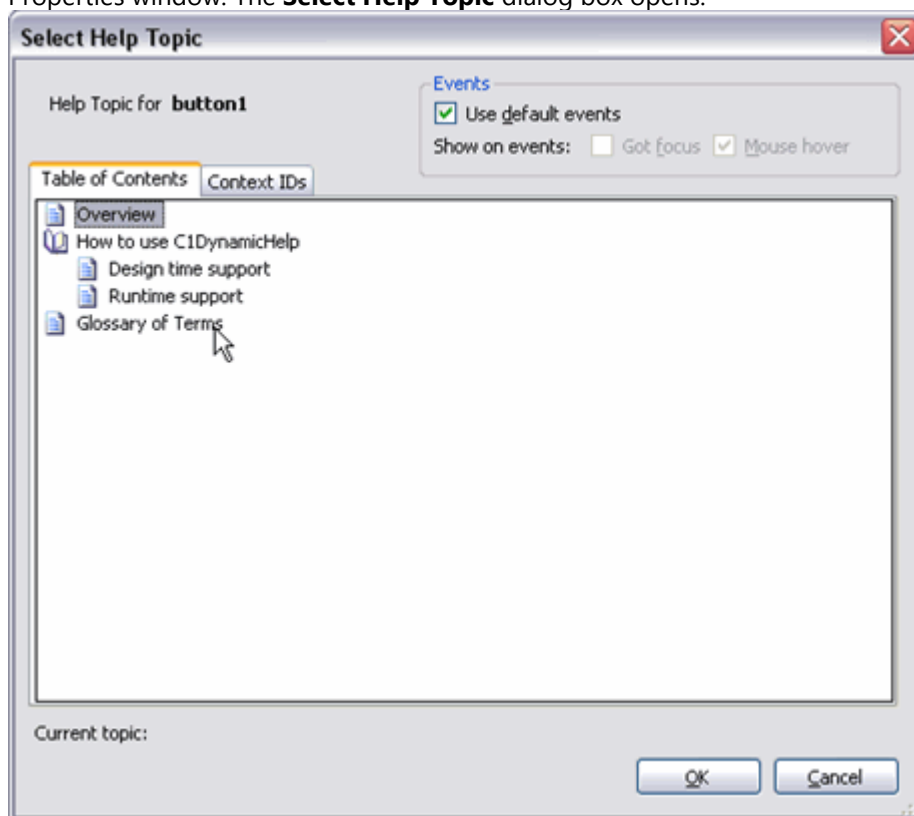 Properties window. The Select Help Topic dialog box opens.
Select Help Topic
Help Topic for button1
Events
Use default events
Show on events: Got focus Mouse hover
Table of Contents Context IDs
Overview
How to use C1DynamicHelp
Design time support
Runtime support
Glossary of Terms
Current topic:
OK Cancel